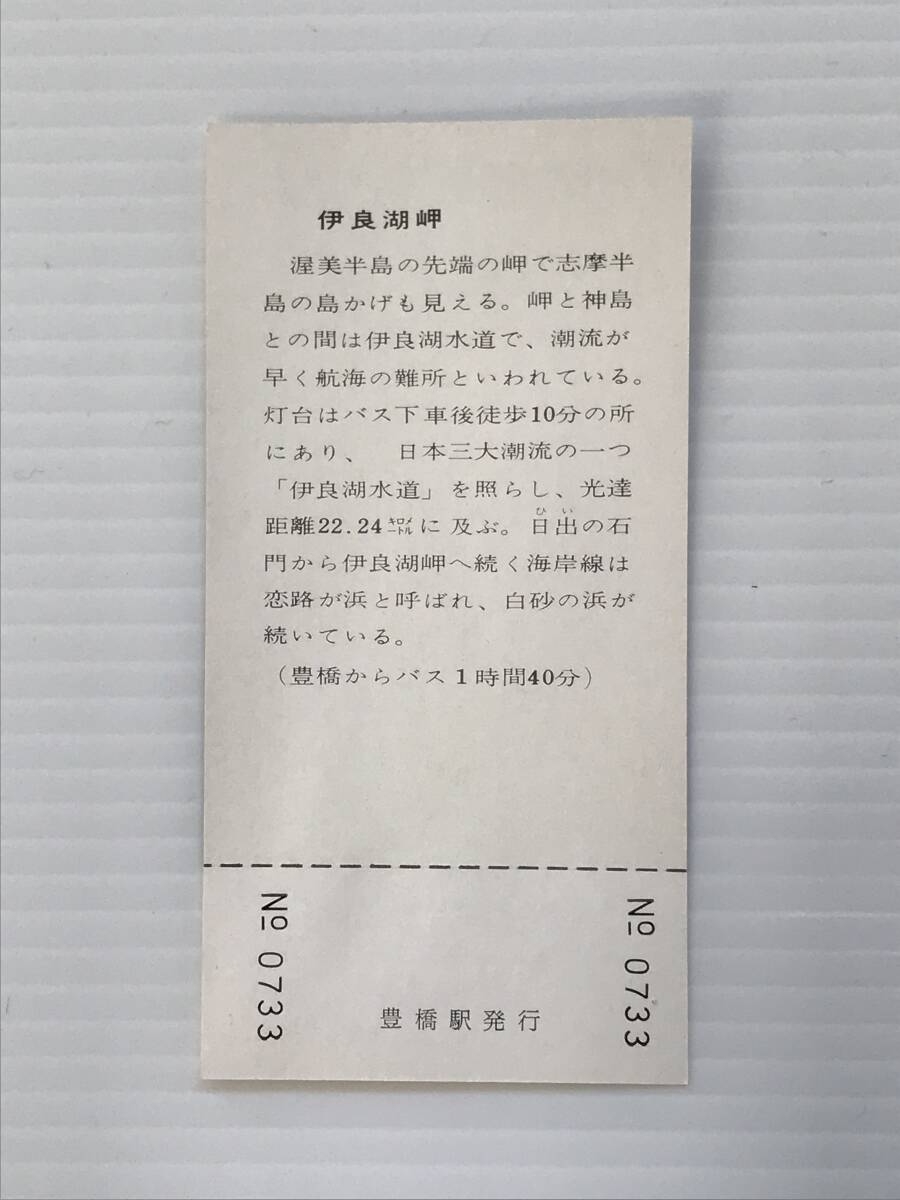 伊良湖岬
渥美半島の先端の岬で志摩半
島の島かげも見える。岬と神島
との間は伊良湖水道で、潮流が
早く航海の難所といわれている。
灯台はバス下車後徒歩10分の所
にあり、 日本三大潮流の一つ
「伊良湖水道」を照らし、光達
距離22.24キロメートルに及ぶ。日出の石
ひい
門から伊良湖岬へ続く海岸線は
恋路が浜と呼ばれ、白砂の浜が
続いている。
（豊橋からバス1時間40分）
No 0733
No 0733
豊橋駅発行